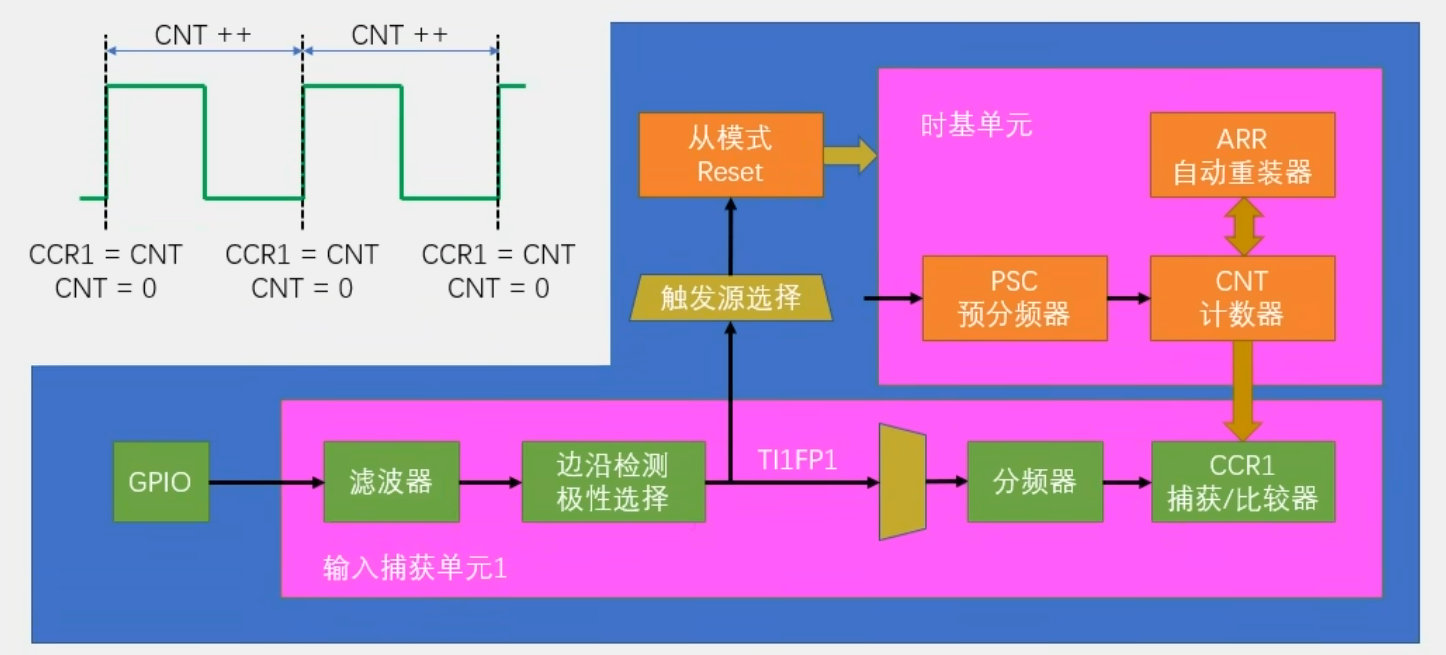 CNT ++
CNT ++
CCR1 = CNT
CNT = 0
CCR1 = CNT
CNT = 0
CCR1 = CNT
CNT = 0
从模式
Reset
时基单元
ARR
自动重装器
触发源选择
PSC
预分频器
CNT
计数器
GPIO
滤波器
边沿检测
极性选择
TI1FP1
分频器
CCR1
捕获/比较器
输入捕获单元1